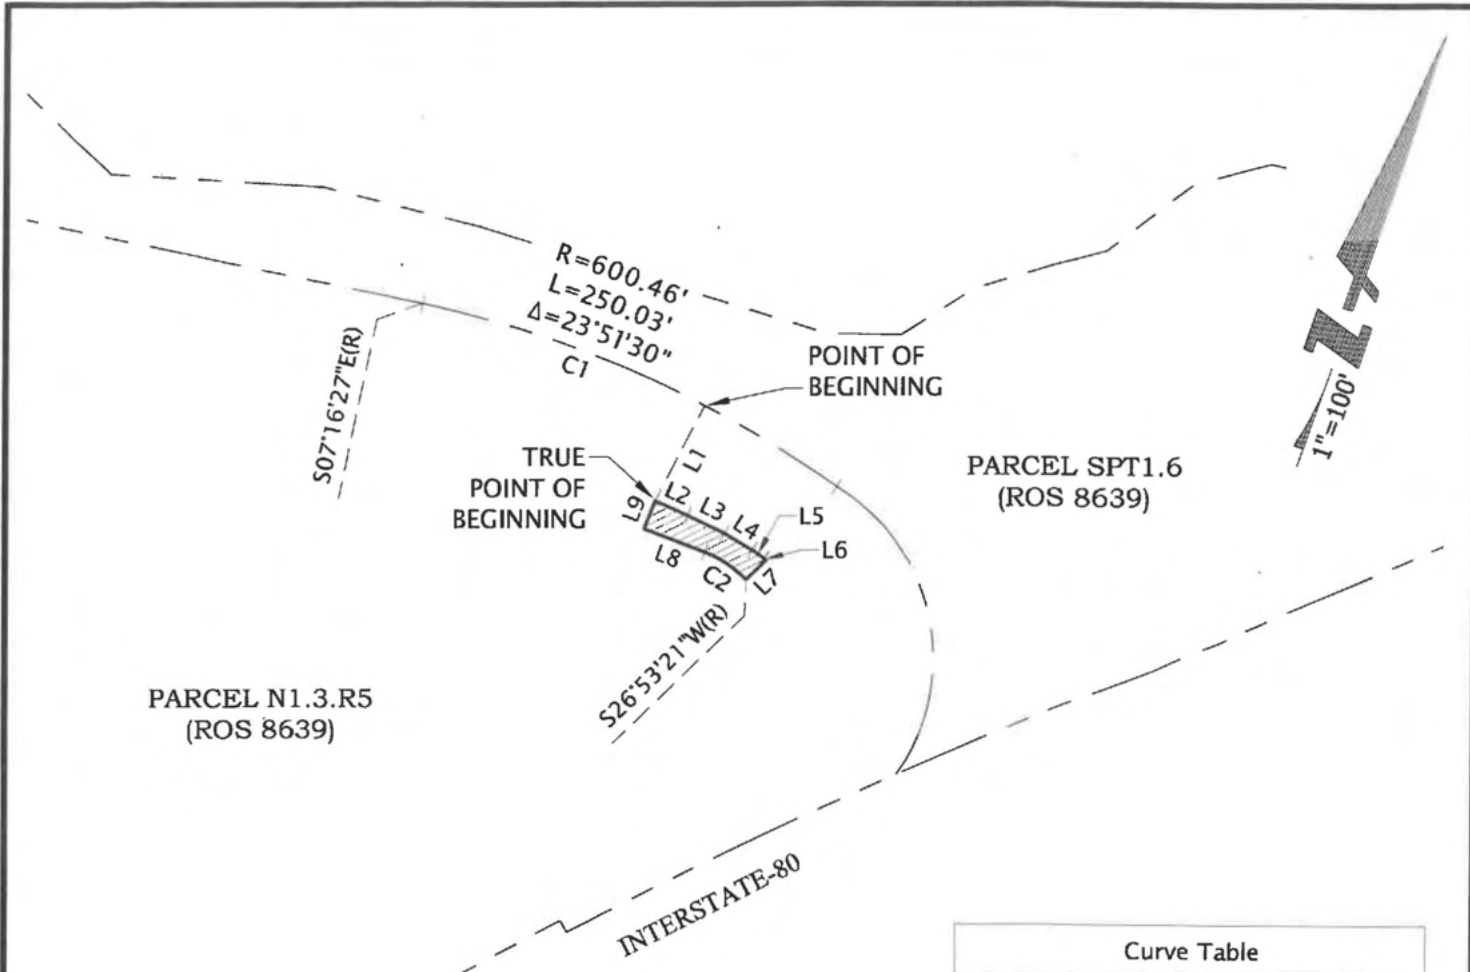 R=600.46'
L=250.03'
Δ=23°51'30"
C1
POINT OF
BEGINNING
S07°16'27"E(R)
1"=100'
TRUE
POINT OF
BEGINNING
L1
PARCEL SPT1.6
(ROS 8639)
L9
L2
L3
L4
L5
L6
L8
C2
L7
S26°53'21"W(R)
PARCEL N1.3.R5
(ROS 8639)
INTERSTATE-80
Curve Table
N